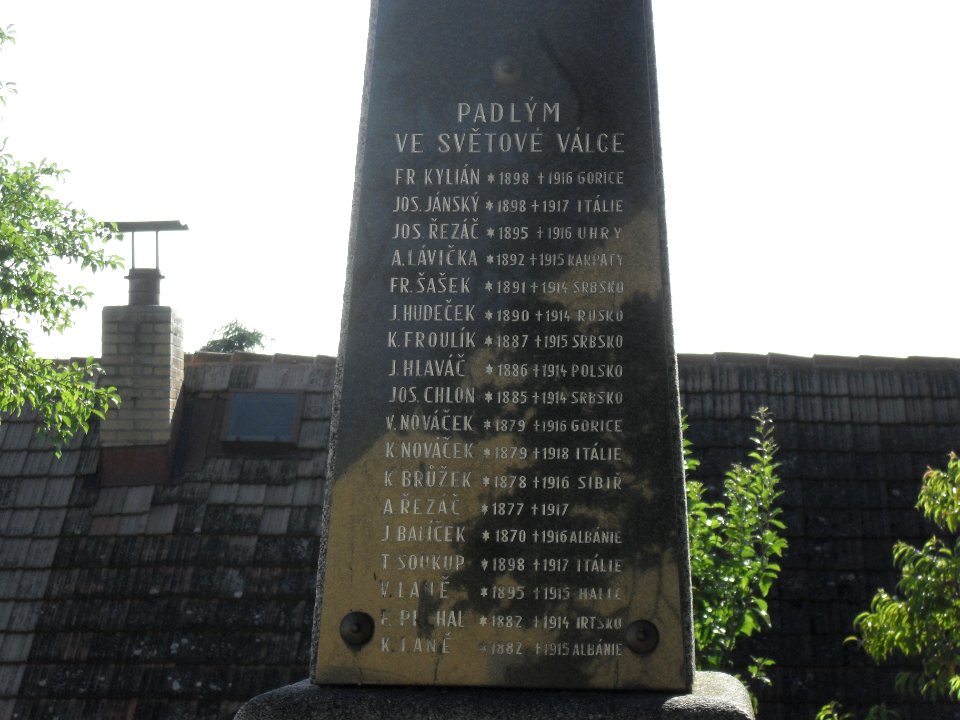 PADLÝM
VE SVĚTOVÉ VÁLCE
FR KYLIÁN * 1898 + 1916 GORICE
JOS. JÁNSKÝ * 1898 + 1917 ITÁLIE
JOS. ŘEZÁČ * 1895 + 1916 UHRY
A. LÁVIČKA * 1892 + 1915 KARPATY
FR. ŠAŠEK * 1891 + 1914 SRBSKO
J. HUDEČEK * 1890 + 1914 RUSKO
K. FROULÍK * 1887 + 1915 SRBSKO
J. HLAVÁČ * 1886 + 1914 POLSKO
JOS. CHLON * 1885 + 1914 SRBSKO
V. NOVÁČEK * 1879 + 1916 GORICE
K NOVÁČEK * 1879 + 1918 ITÁLIE
K BRŮŽEK * 1878 + 1916 SIBIŘ
A ŘEZÁČ * 1877 + 1917
J BALÍČEK * 1870 + 1916 ALBÁNIE
T SOUKUP * 1898 + 1917 ITÁLIE
V. LANĚ * 1895 + 1915
* 1882 + 1914
K. LANĚ * 1882 + 1915 ALBÁNIE